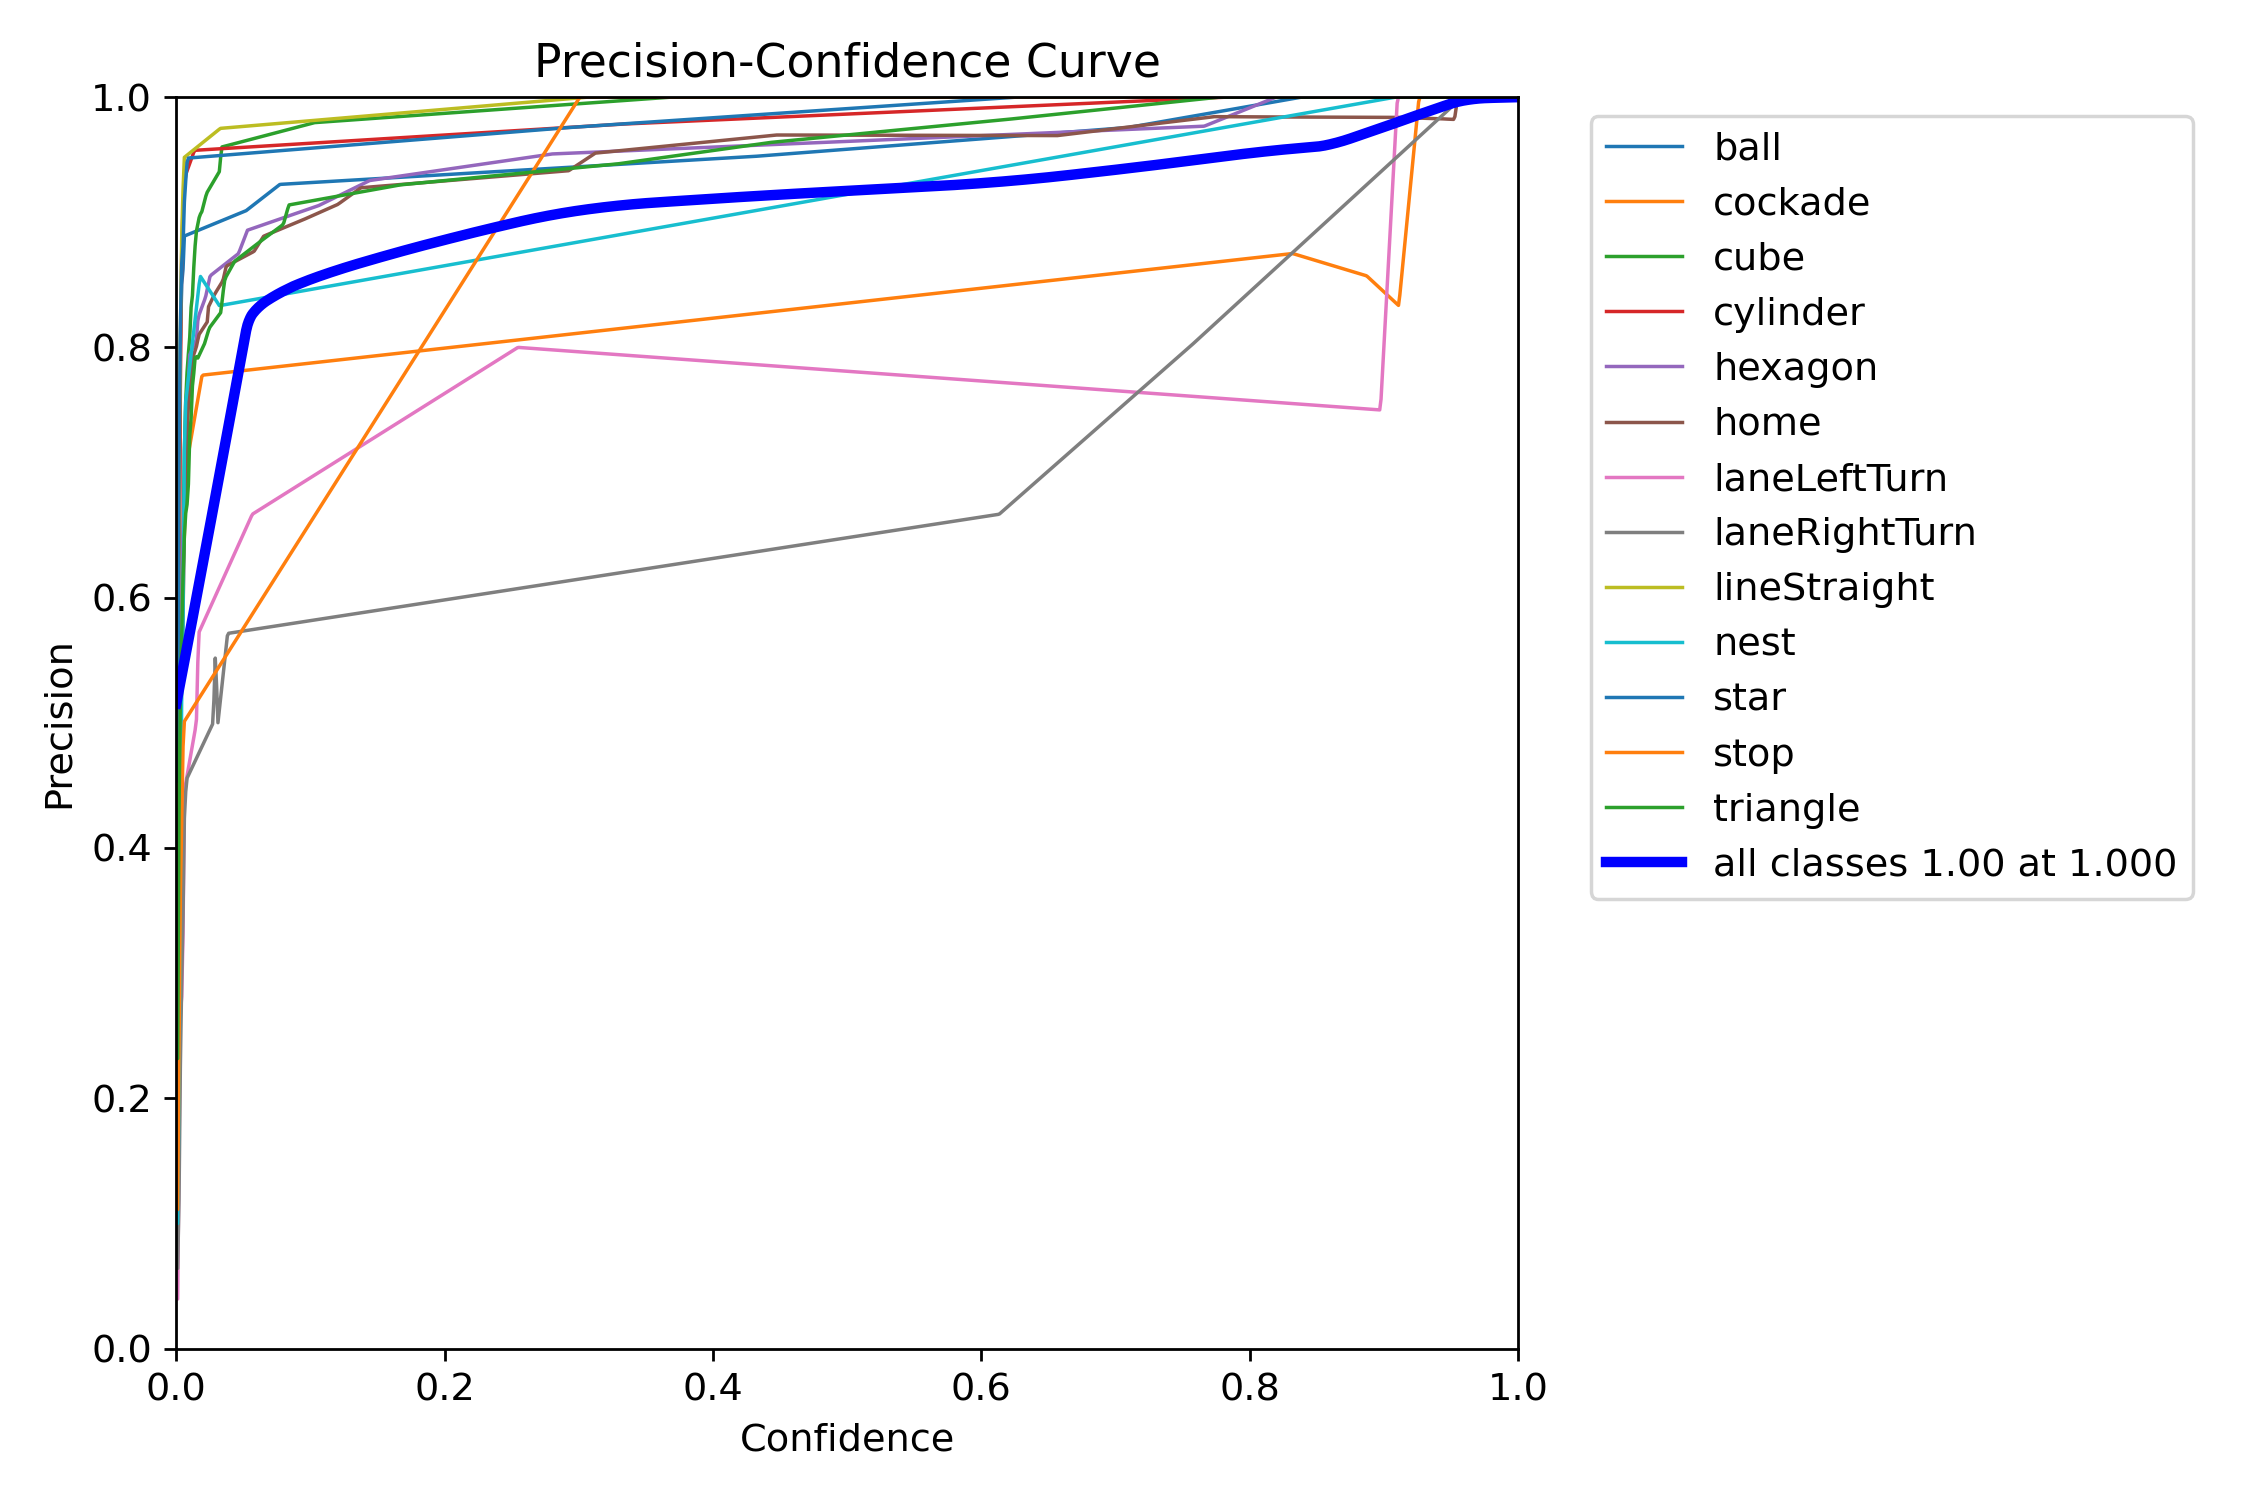 Precision-Confidence Curve
1.0
0.8
0.6
0.4
0.2
0.0
Precision
0.0 0.2 0.4 0.6 0.8 1.0
Confidence
ball
cockade
cube
cylinder
hexagon
home
laneLeftTurn
laneRightTurn
lineStraight
nest
star
stop
triangle
all classes 1.00 at 1.000